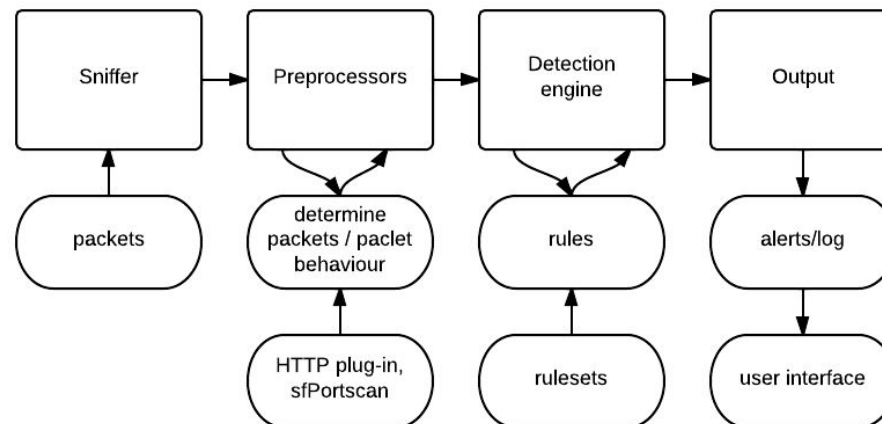 Sniffer
Preprocessors
Detection
engine
Output
packets
determine
packets / paclet
behaviour
rules
alerts/log
HTTP plug-in,
sfPortscan
rulesets
user interface